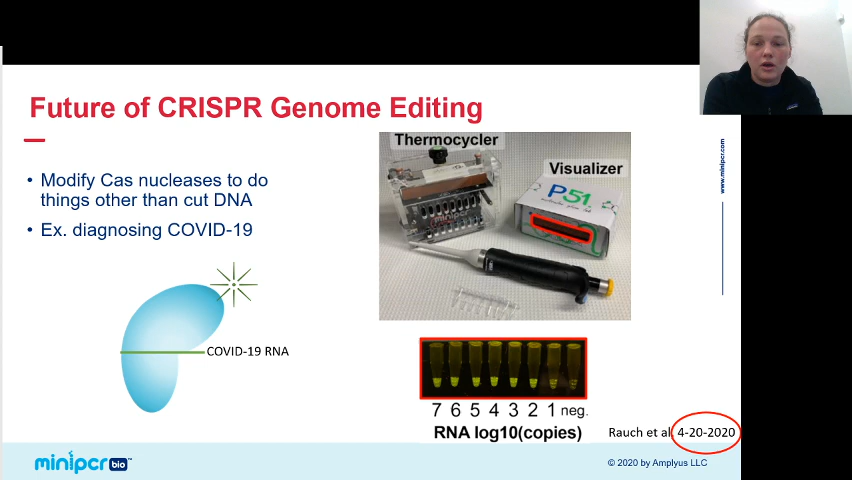 Future of CRISPR Genome Editing
• Modify Cas nucleases to do
things other than cut DNA
• Ex. diagnosing COVID-19
COVID-19 RNA
Thermocycler
Visualizer
P51
minipcr
7 6 5 4 3 2 1 neg.
RNA log10(copies)
Rauch et al. 4-20-2020
www.minipcr.com
minipcr bio™
© 2020 by Amplyus LLC